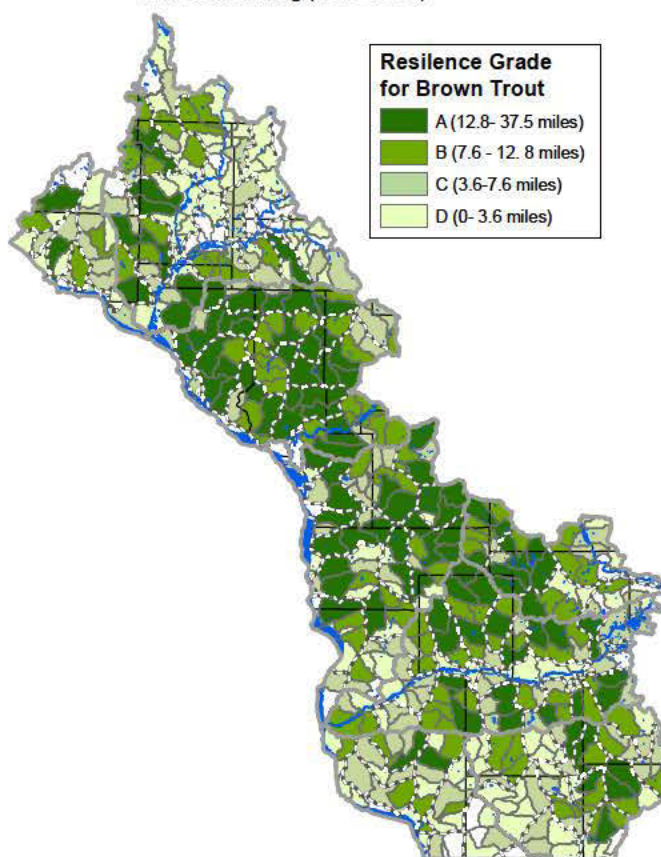 Resilence Grade
for Brown Trout
A (12.8- 37.5 miles)
B (7.6 - 12. 8 miles)
C (3.6-7.6 miles)
D (0- 3.6 miles)